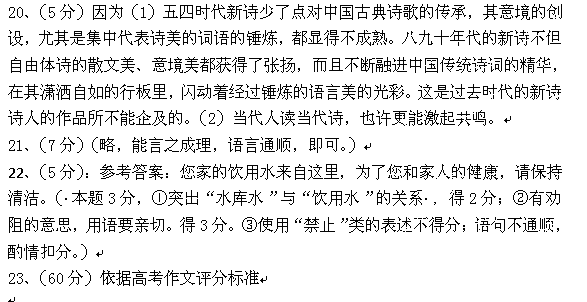 20、（5 分）因为（1）五四时代新诗少了点对中国古典诗歌的传承，其意境的创
设，尤其是集中代表诗美的词语的锤炼，都显得不成熟。八九十年代的新诗不但
自由体诗的散文美、意境美都获得了张扬，而且不断融进中国传统诗词的精华，
在其潇洒自如的行板里，闪动着经过锤炼的语言美的光彩。这是过去时代的新诗
诗人的作品所不能企及的。（2）当代人读当代诗，也许更能激起共鸣。
21、（7 分）（略，能言之成理，语言通顺，即可。）
22、（5 分）：参考答案：您家的饮用水来自这里，为了您和家人的健康，请保持
清洁。（·本题 3 分，①突出“水库水”与“饮用水”的关系·，得 2 分；②有劝
阻的意思，用语要亲切。得 3 分。③使用“禁止”类的表述不得分；语句不通顺，
酌情扣分。）
23、（60 分）依据高考作文评分标准